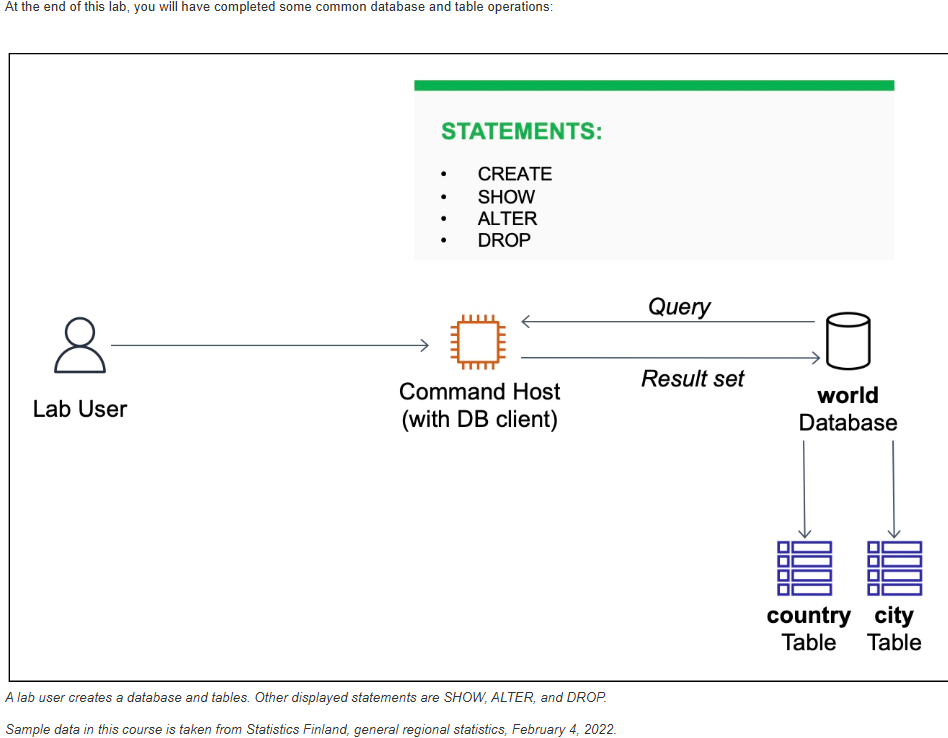 At the end of this lab, you will have completed some common database and table operations:
STATEMENTS:
• CREATE
• SHOW
• ALTER
• DROP
Query
Result set
Lab User
Command Host
(with DB client)
world
Database
country
Table
city
Table
A lab user creates a database and tables. Other displayed statements are SHOW, ALTER, and DROP.
Sample data in this course is taken from Statistics Finland, general regional statistics, February 4, 2022.